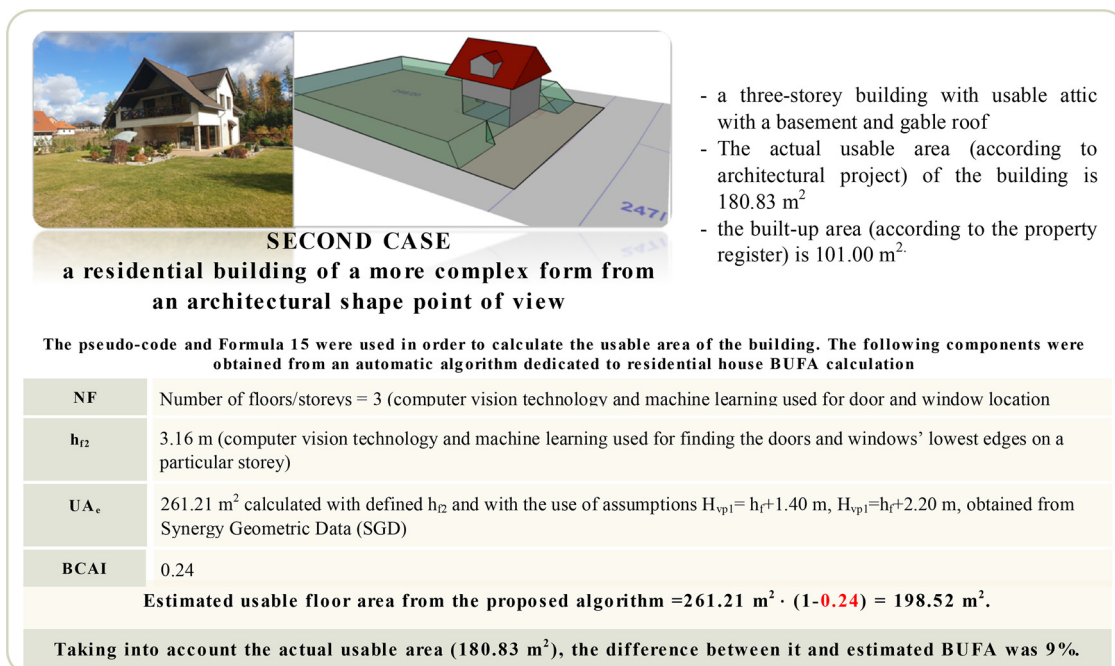 - a three-storey building with usable attic
with a basement and gable roof
- The actual usable area (according to
architectural project) of the building is
180.83 m²
- the built-up area (according to the property
register) is 101.00 m².
2471
SECOND CASE
a residential building of a more complex form from
an architectural shape point of view
The pseudo-code and Formula 15 were used in order to calculate the usable area of the building. The following components were
obtained from an automatic algorithm dedicated to residential house BUFA calculation
NF Number of floors/storeys = 3 (computer vision technology and machine learning used for door and window location
h_f2 3.16 m (computer vision technology and machine learning used for finding the doors and windows’ lowest edges on a
particular storey)
UA_e 261.21 m² calculated with defined h_f2 and with the use of assumptions H_vp1= h_f+1.40 m, H_vp1=h_f+2.20 m, obtained from
Synergy Geometric Data (SGD)
BCAI 0.24
Estimated usable floor area from the proposed algorithm =261.21 m² · (1-0.24) = 198.52 m².
Taking into account the actual usable area (180.83 m²), the difference between it and estimated BUFA was 9%.